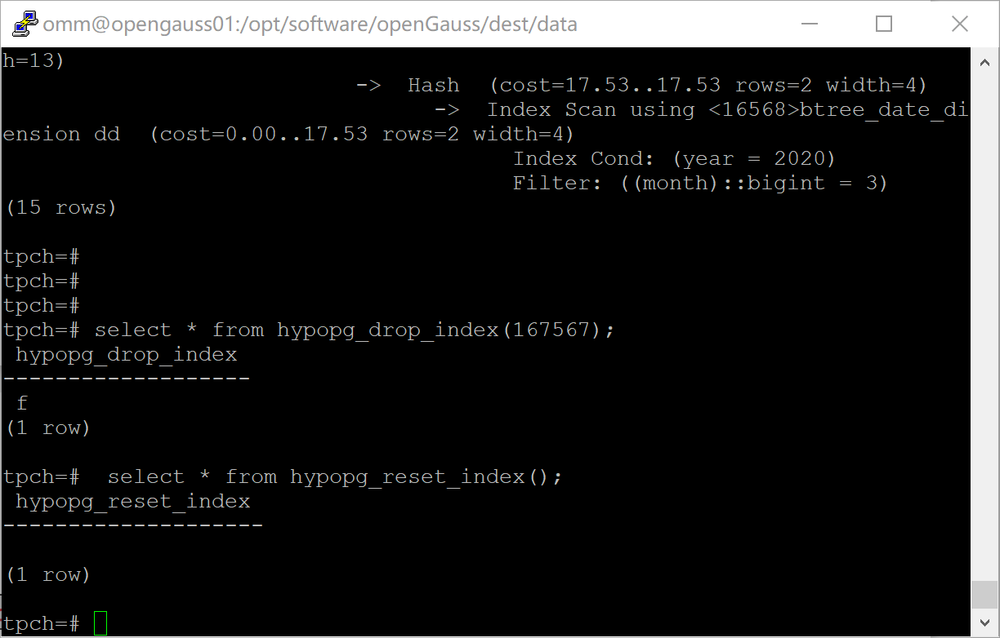 omm@opengauss01:/opt/software/openGauss/dest/data
h=13)
->  Hash  (cost=17.53..17.53 rows=2 width=4)
->  Index Scan using <16568>btree_date_di
ension dd  (cost=0.00..17.53 rows=2 width=4)
Index Cond: (year = 2020)
Filter: ((month)::bigint = 3)
(15 rows)
tpch=#
tpch=#
tpch=#
tpch=# select * from hypopg_drop_index(167567);
hypopg_drop_index
-------------------
f
(1 row)
tpch=#  select * from hypopg_reset_index();
hypopg_reset_index
--------------------
(1 row)
tpch=#